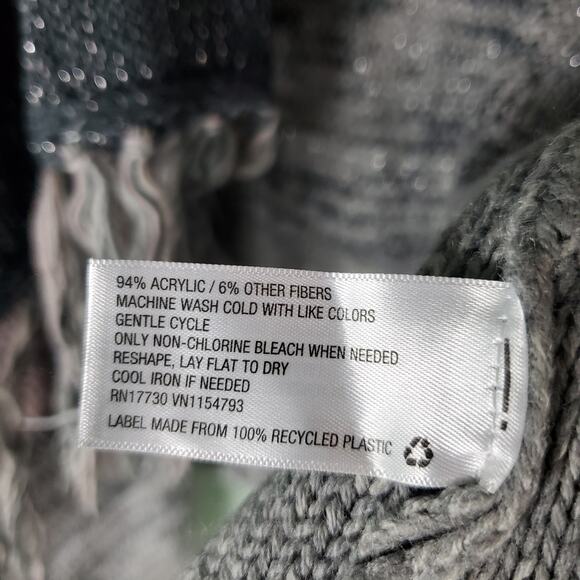 94% ACRYLIC / 6% OTHER FIBERS
MACHINE WASH COLD WITH LIKE COLORS
GENTLE CYCLE
ONLY NON-CHLORINE BLEACH WHEN NEEDED
RESHAPE, LAY FLAT TO DRY
COOL IRON IF NEEDED
RN17730 VN1154793
LABEL MADE FROM 100% RECYCLED PLASTIC